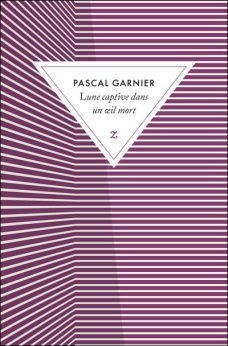 PASCAL GARNIER
Lune captive dans
un œil mort
z